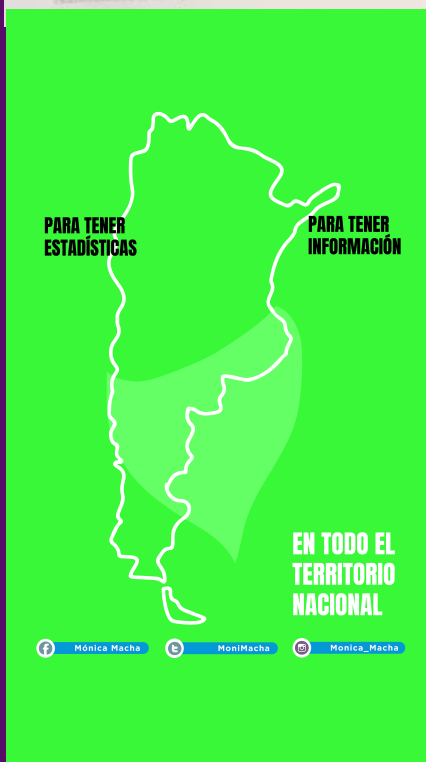 PARA TENER
ESTADÍSTICAS
PARA TENER
INFORMACIÓN
EN TODO EL
TERRITORIO
NACIONAL
Mónica Macha
MoniMacha
Monica_Macha